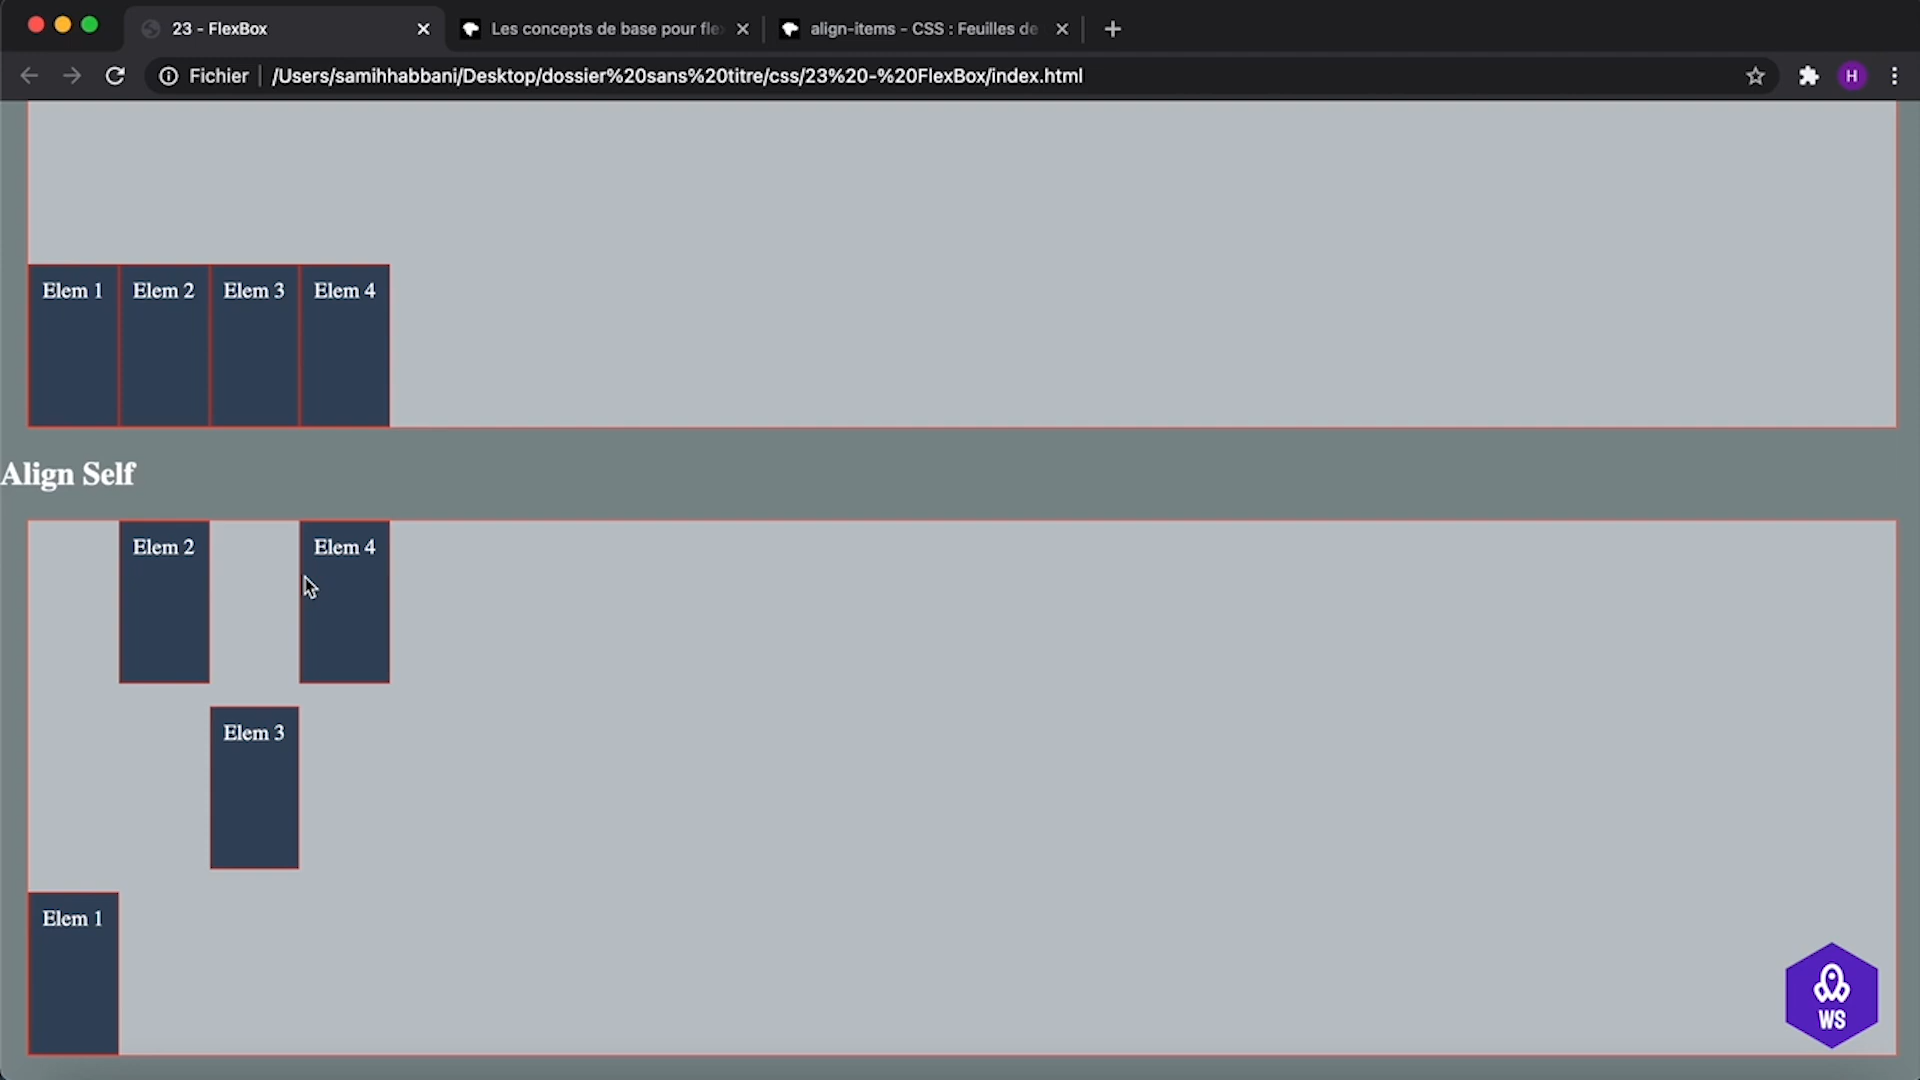 23 - FlexBox
Les concepts de base pour fle
align-items - CSS : Feuilles de
Fichier
/Users/samihhabbani/Desktop/dossier%20sans%20titre/css/23%20-%20FlexBox/index.html
H
Elem 1
Elem 2
Elem 3
Elem 4
Align Self
Elem 2
Elem 4
Elem 3
Elem 1
WS